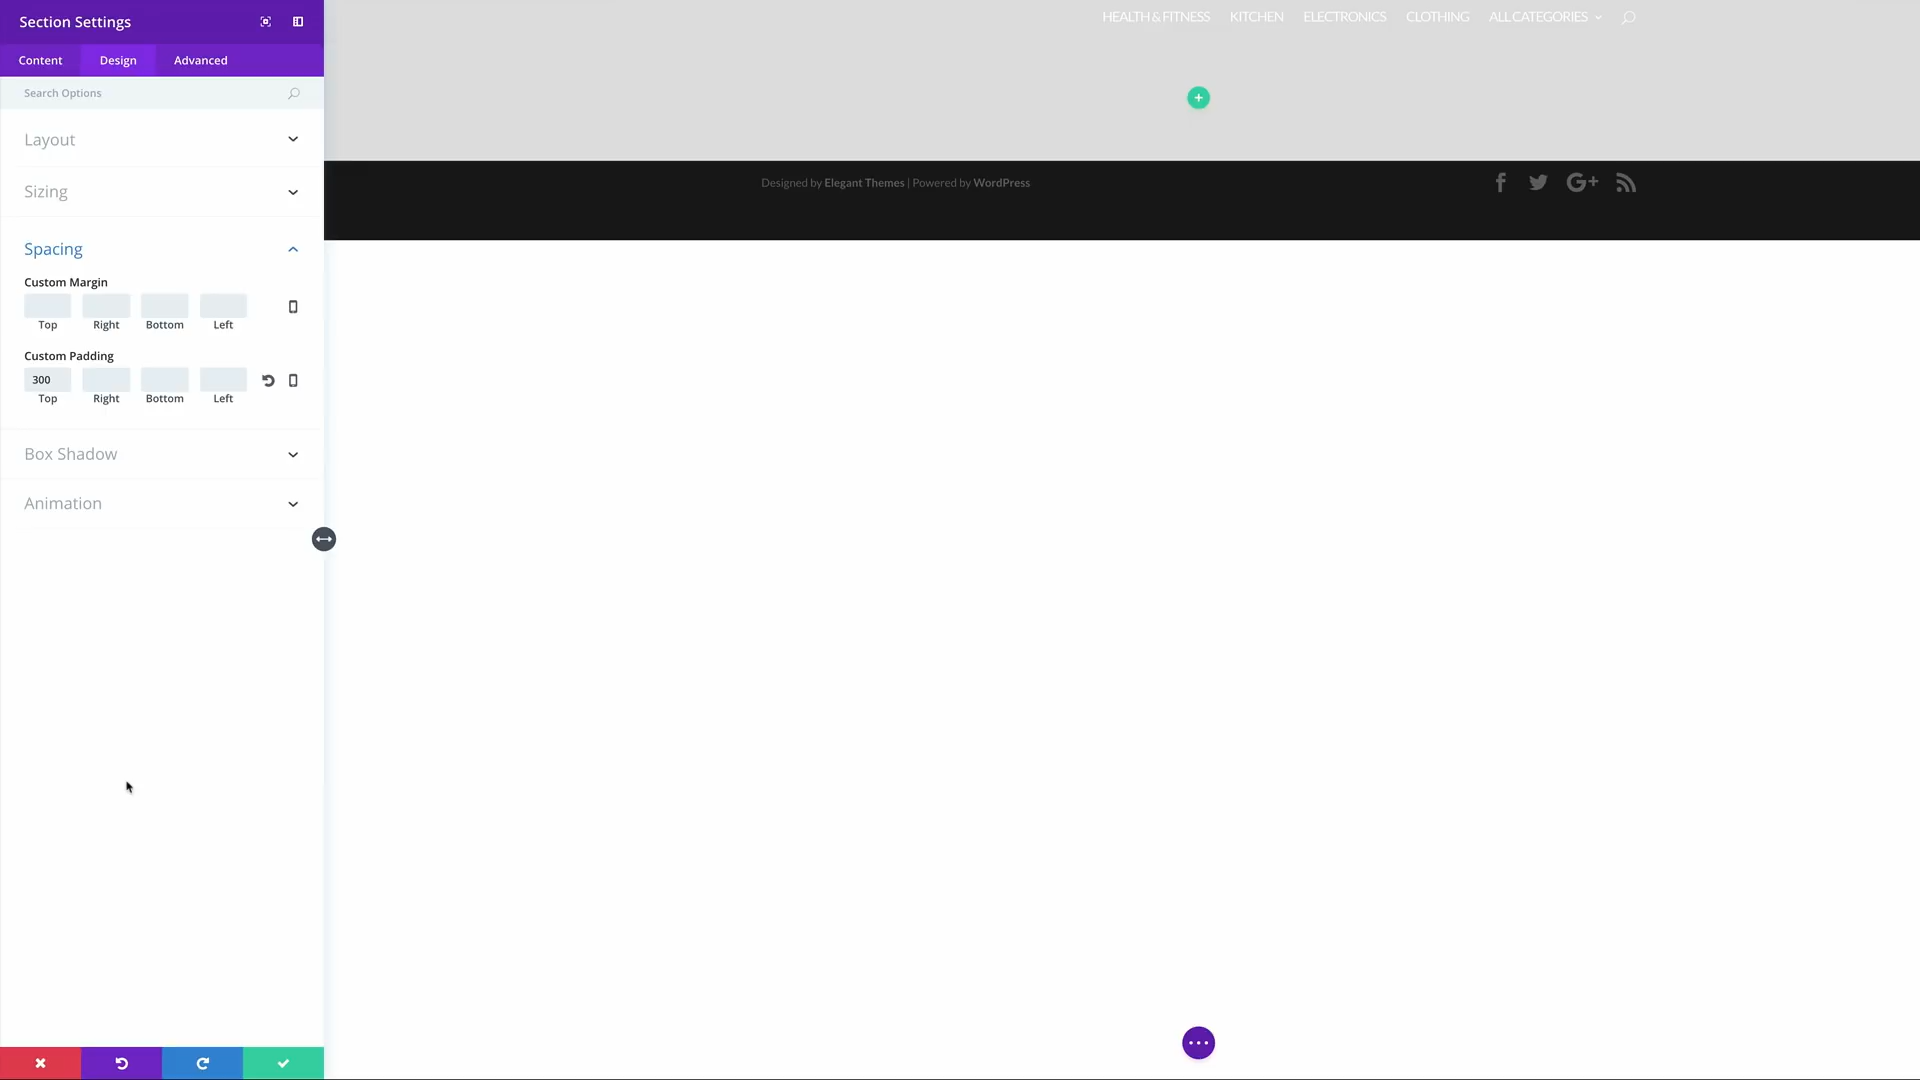 Section Settings
Content
Design
Advanced
Search Options
Layout
Sizing
Spacing
Custom Margin
Top
Right
Bottom
Left
Custom Padding
300
Top
Right
Bottom
Left
Box Shadow
Animation
HEALTH & FITNESS
KITCHEN
ELECTRONICS
CLOTHING
ALL CATEGORIES
Designed by Elegant Themes | Powered by WordPress